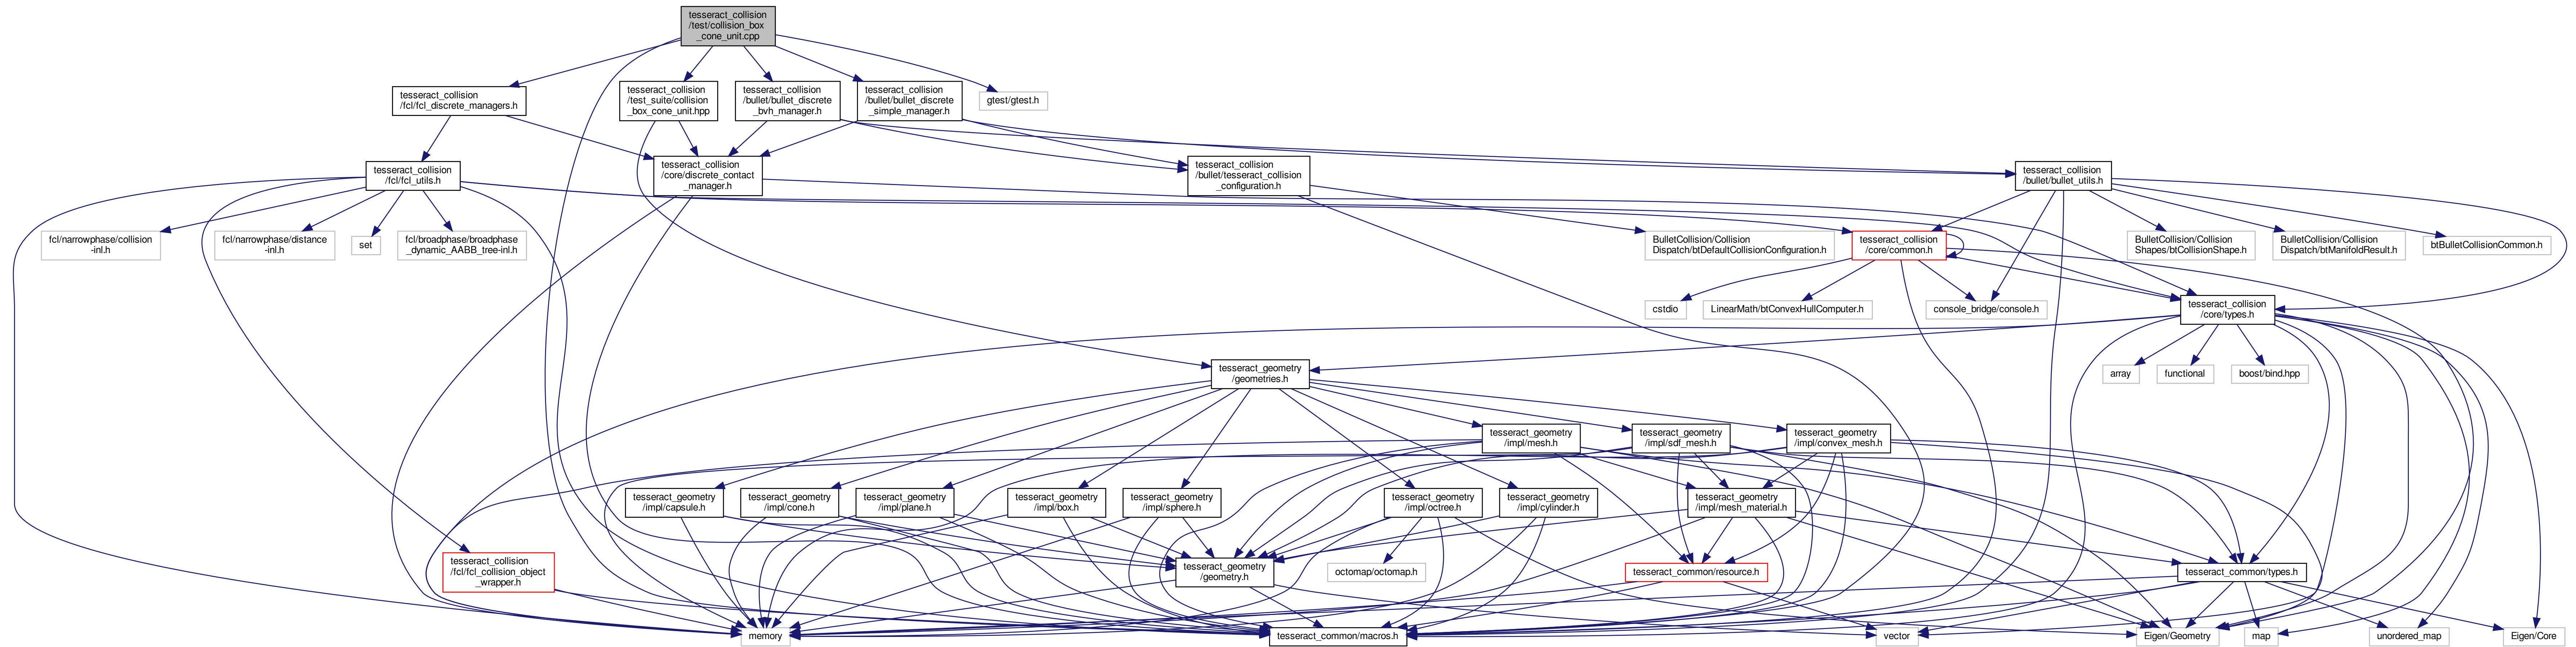 tesseract_collision
/test/collision_box
_cone_unit.cpp
tesseract_collision
/fcl/fcl_discrete_managers.h
tesseract_collision
/test_suite/collision
_box_cone_unit.hpp
tesseract_collision
/bullet/bullet_discrete
_bvh_manager.h
tesseract_collision
/bullet/bullet_discrete
_simple_manager.h
gtest/gtest.h
tesseract_collision
/fcl/fcl_utils.h
tesseract_collision
/core/discrete_contact
_manager.h
tesseract_collision
/bullet/tesseract_collision
_configuration.h
tesseract_collision
/bullet/bullet_utils.h
fcl/narrowphase/collision
-inl.h
fcl/narrowphase/distance
-inl.h
set
fcl/broadphase/broadphase
_dynamic_AABB_tree-inl.h
BulletCollision/Collision
Dispatch/btDefaultCollisionConfiguration.h
tesseract_collision
/core/common.h
BulletCollision/Collision
Shapes/btCollisionShape.h
BulletCollision/Collision
Dispatch/btManifoldResult.h
btBulletCollisionCommon.h
cstdio
LinearMath/btConvexHullComputer.h
console_bridge/console.h
tesseract_collision
/core/types.h
tesseract_geometry
/geometries.h
array
functional
boost/bind.hpp
tesseract_geometry
/impl/mesh.h
tesseract_geometry
/impl/sdf_mesh.h
tesseract_geometry
/impl/convex_mesh.h
tesseract_geometry
/impl/capsule.h
tesseract_geometry
/impl/cone.h
tesseract_geometry
/impl/plane.h
tesseract_geometry
/impl/box.h
tesseract_geometry
/impl/sphere.h
tesseract_geometry
/impl/octree.h
tesseract_geometry
/impl/cylinder.h
tesseract_geometry
/impl/mesh_material.h
tesseract_collision
/fcl/fcl_collision_object
_wrapper.h
tesseract_geometry
/geometry.h
octomap/octomap.h
tesseract_common/resource.h
tesseract_common/types.h
memory
tesseract_common/macros.h
vector
Eigen/Geometry
map
unordered_map
Eigen/Core